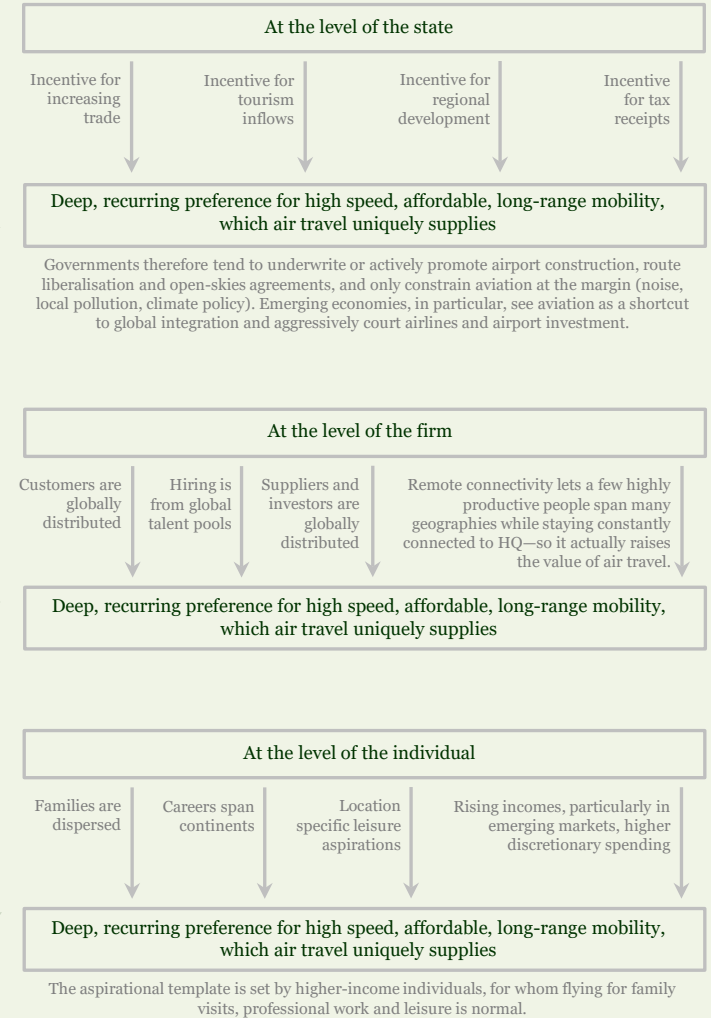 At the level of the state
Incentive for
increasing
trade
Incentive for
tourism
inflows
Incentive for
regional
development
Incentive
for tax
receipts
Deep, recurring preference for high speed, affordable, long-range mobility,
which air travel uniquely supplies
Governments therefore tend to underwrite or actively promote airport construction, route
liberalisation and open-skies agreements, and only constrain aviation at the margin (noise,
local pollution, climate policy). Emerging economies, in particular, see aviation as a shortcut
to global integration and aggressively court airlines and airport investment.
At the level of the firm
Customers are
globally
distributed
Hiring is
from global
talent pools
Suppliers and
investors are
globally
distributed
Remote connectivity lets a few highly
productive people span many
geographies while staying constantly
connected to HQ—so it actually raises
the value of air travel.
Deep, recurring preference for high speed, affordable, long-range mobility,
which air travel uniquely supplies
At the level of the individual
Families are
dispersed
Careers span
continents
Location
specific leisure
aspirations
Rising incomes, particularly in
emerging markets, higher
discretionary spending
Deep, recurring preference for high speed, affordable, long-range mobility,
which air travel uniquely supplies
The aspirational template is set by higher-income individuals, for whom flying for family
visits, professional work and leisure is normal.